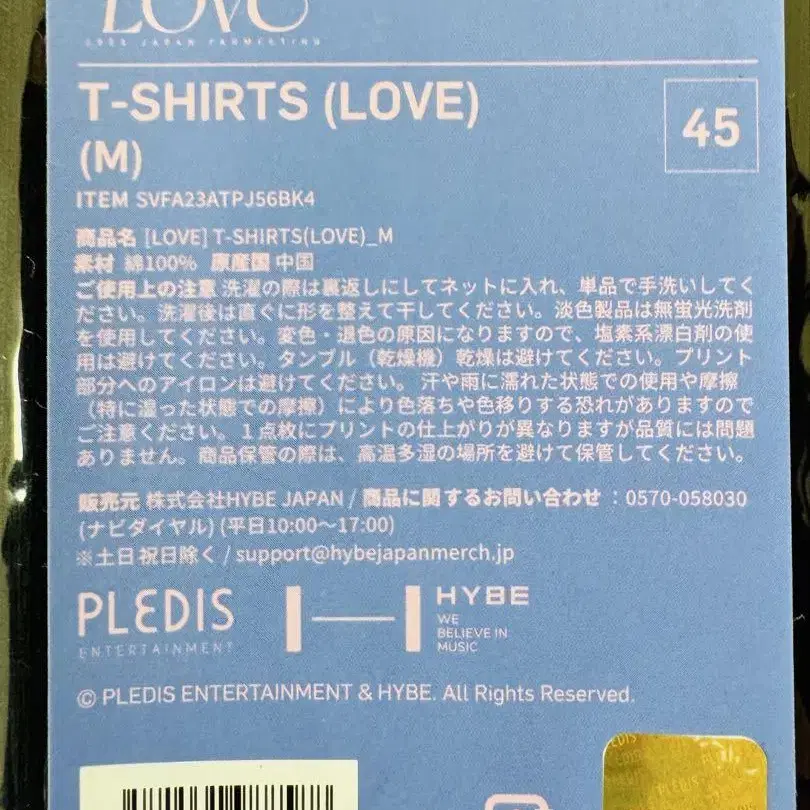 LOVE
2023 JAPAN FANMEETING
T-SHIRTS (LOVE)
(M)
45
ITEM SVFA23ATPJ56BK4
商品名 [LOVE] T-SHIRTS(LOVE)_M
素材 綿100% 原産国 中国
ご使用上の注意 洗濯の際は裏返しにしてネットに入れ、単品で手洗いしてく
ださい。洗濯後は直ぐに形を整えて干してください。淡色製品は無蛍光洗剤
を使用してください。変色・退色の原因になりますので、塩素系漂白剤の使
用は避けてください。タンブル（乾燥機）乾燥は避けてください。プリント
部分へのアイロンは避けてください。汗や雨に濡れた状態での使用や摩擦
（特に湿った状態での摩擦）により色落ちや色移りする恐れがありますので
ご注意ください。１点枚にプリントの仕上がりが異なりますが品質には問題
ありません。商品保管の際は、高温多湿の場所を避けて保管してください。
販売元 株式会社HYBE JAPAN / 商品に関するお問い合わせ：0570-058030
(ナビダイヤル) (平日10:00～17:00)
※土日祝日除く / support@hybejapanmerch.jp
PLEDIS
ENTERTAINMENT
HYBE
WE
BELIEVE IN
MUSIC
© PLEDIS ENTERTAINMENT & HYBE. All Rights Reserved.
PLEDIS